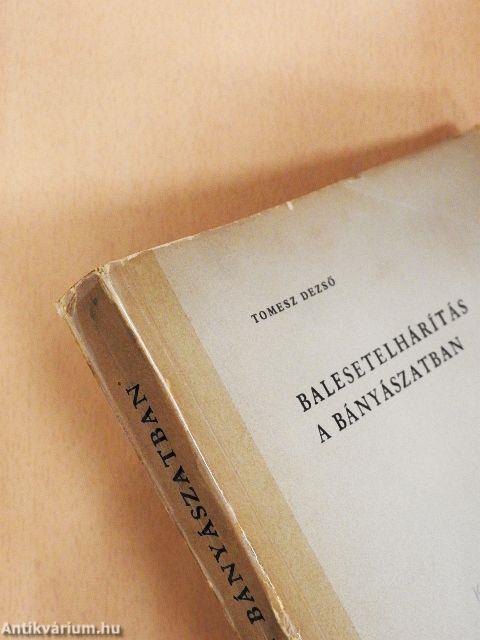 TOMESZ DEZSŐ
BALESETELHÁRÍTÁS
A BÁNYÁSZATBAN
BÁNYÁSZATBAN
Antikvárium.hu